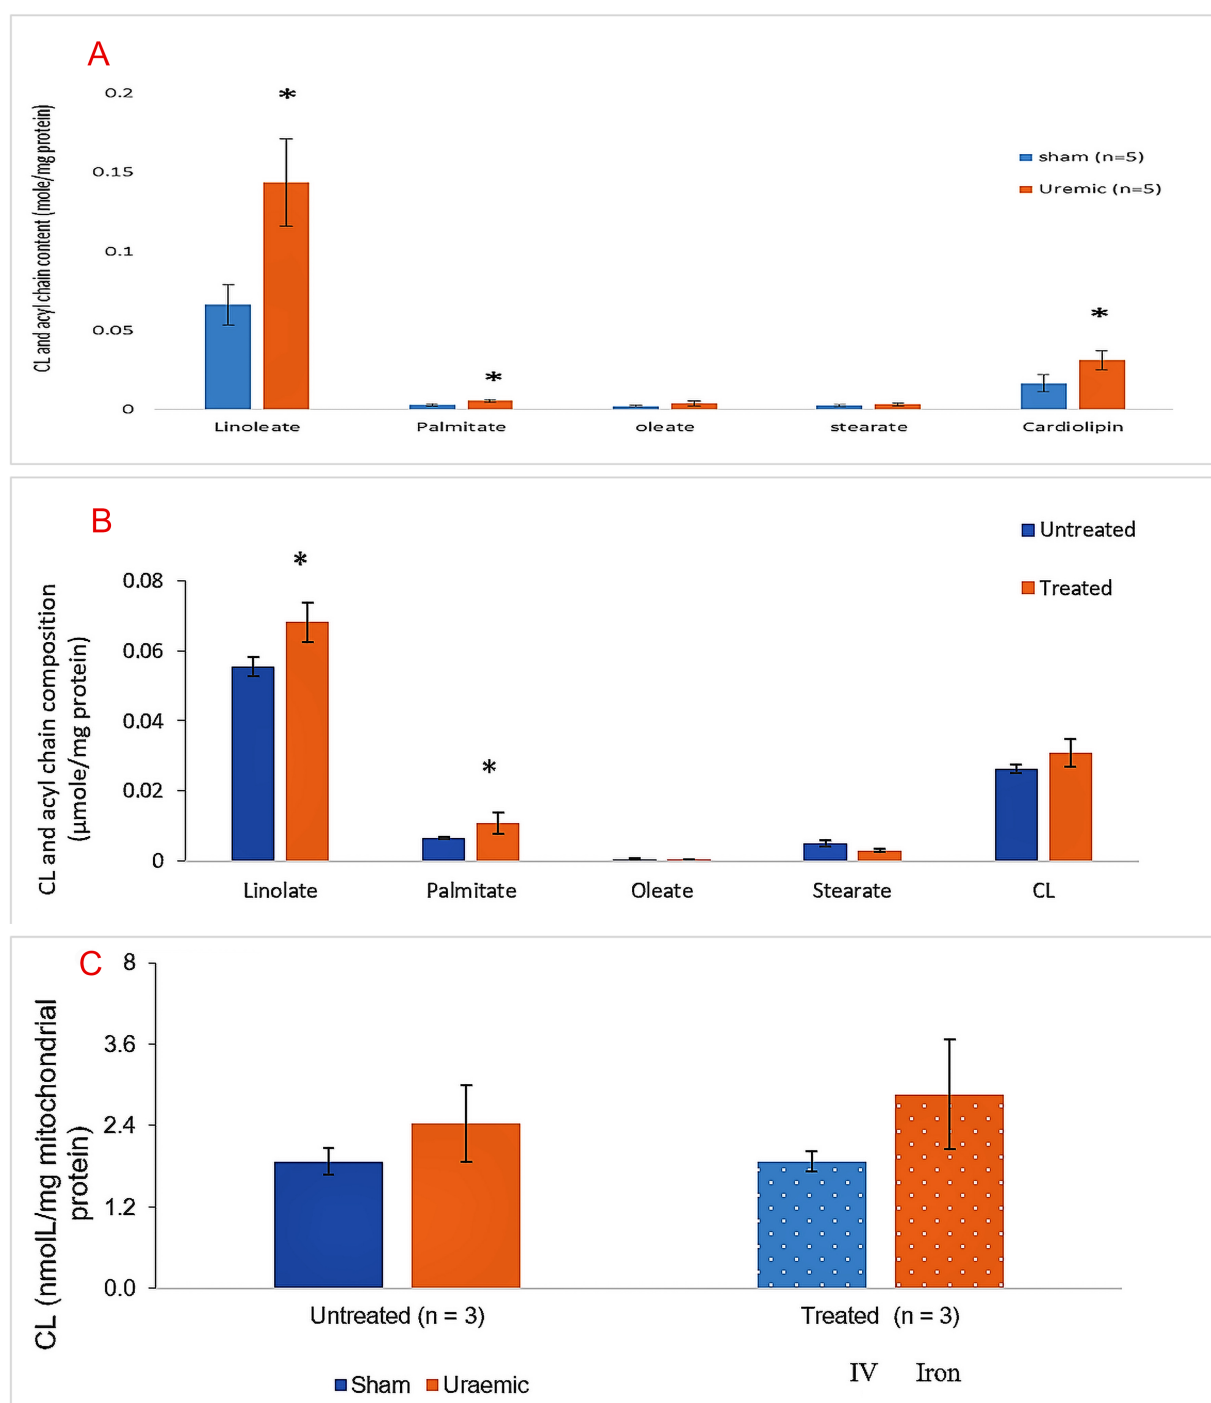 A
CL and acyl chain content (mole/mg protein)
0.2
0.15
0.1
0.05
0
*
*
*
sham (n=5)
Uremic (n=5)
Linoleate Palmitate oleate stearate Cardiolipin
B
CL and acyl chain composition
(μmole/mg protein)
0.08
0.06
0.04
0.02
0
*
*
Untreated
Treated
Linolate Palmitate Oleate Stearate CL
C
CL (nmolL/mg mitochondrial
protein)
8
3.6
2.4
1.2
0.0
Untreated (n = 3) Treated (n = 3)
IV Iron
Sham Uraemic